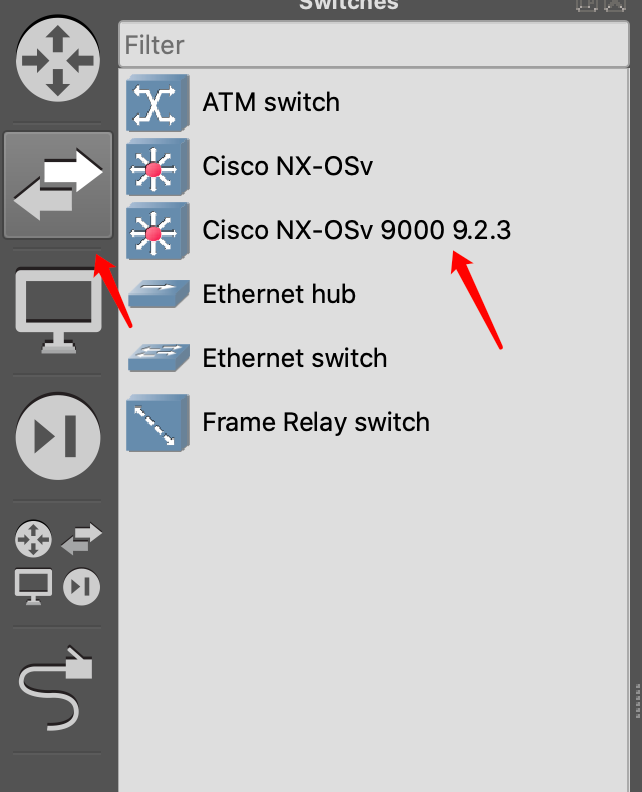 Switches
Filter
ATM switch
Cisco NX-OSv
Cisco NX-OSv 9000 9.2.3
Ethernet hub
Ethernet switch
Frame Relay switch